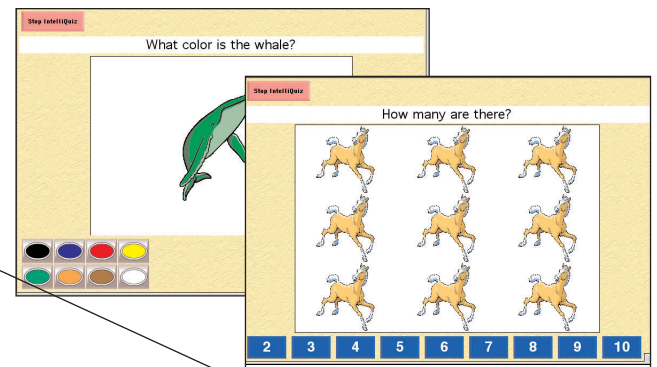 Stop IntelliQuiz
What color is the whale?
Stop IntelliQuiz
How many are there?
2 3 4 5 6 7 8 9 10